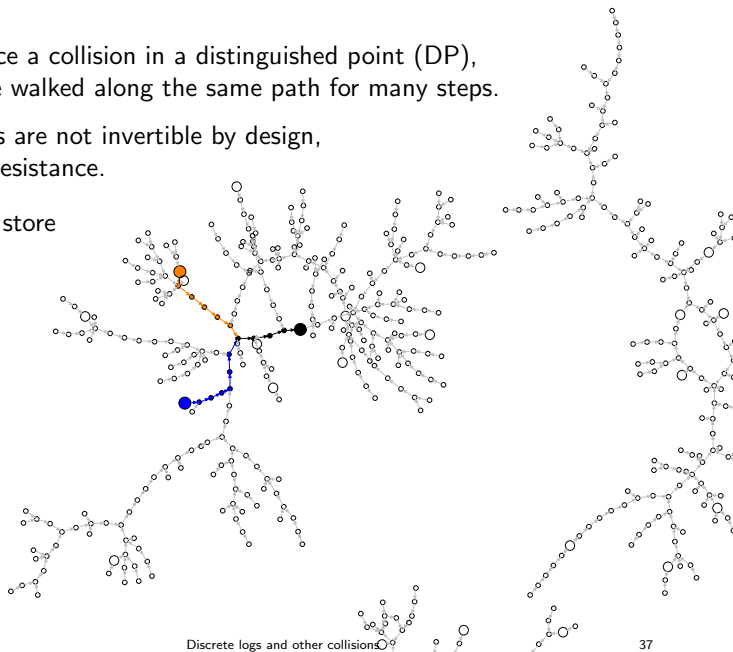 ce a collision in a distinguished point (DP),
e walked along the same path for many steps.
s are not invertible by design,
esistance.
store
Discrete logs and other collisions
37